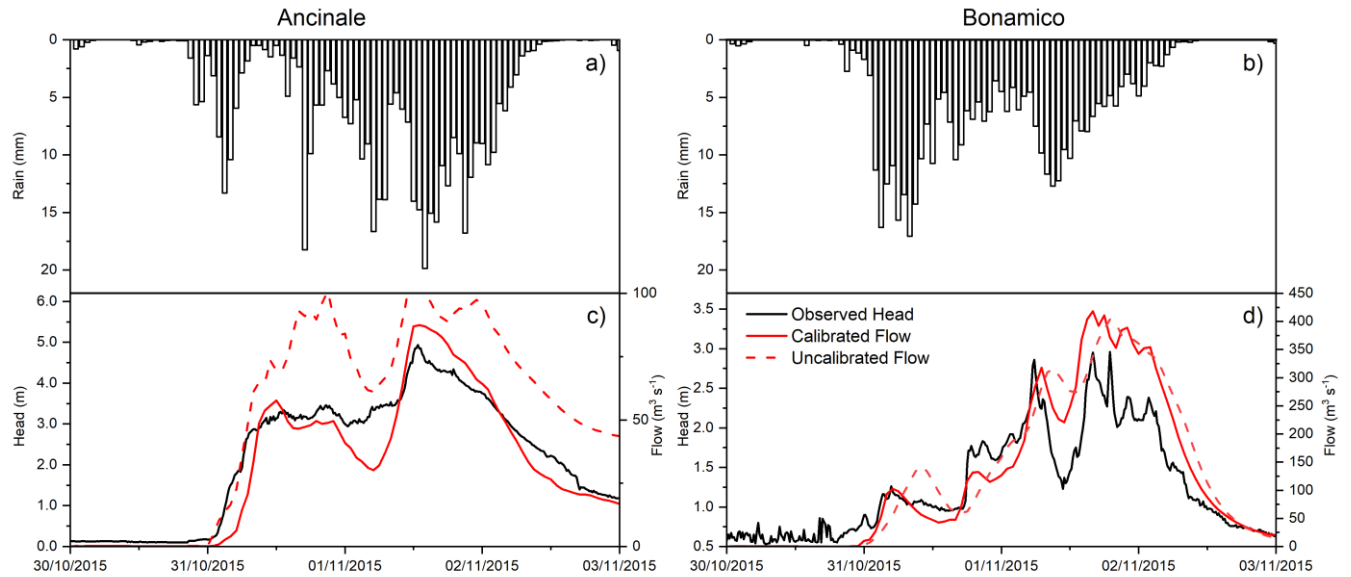 Ancinale
Bonamico
0
5
10
15
20
Rain (mm)
a)
0
5
10
15
20
Rain (mm)
b)
6.0
5.0
4.0
3.0
2.0
1.0
0.0
Head (m)
c)
100
50
0
Flow (m³ s⁻¹)
30/10/2015 31/10/2015 01/11/2015 02/11/2015 03/11/2015
3.5
3.0
2.5
2.0
1.5
1.0
0.5
Head (m)
Observed Head
Calibrated Flow
Uncalibrated Flow
d)
450
400
350
300
250
200
150
100
50
0
Flow (m³ s⁻¹)
30/10/2015 31/10/2015 01/11/2015 02/11/2015 03/11/2015